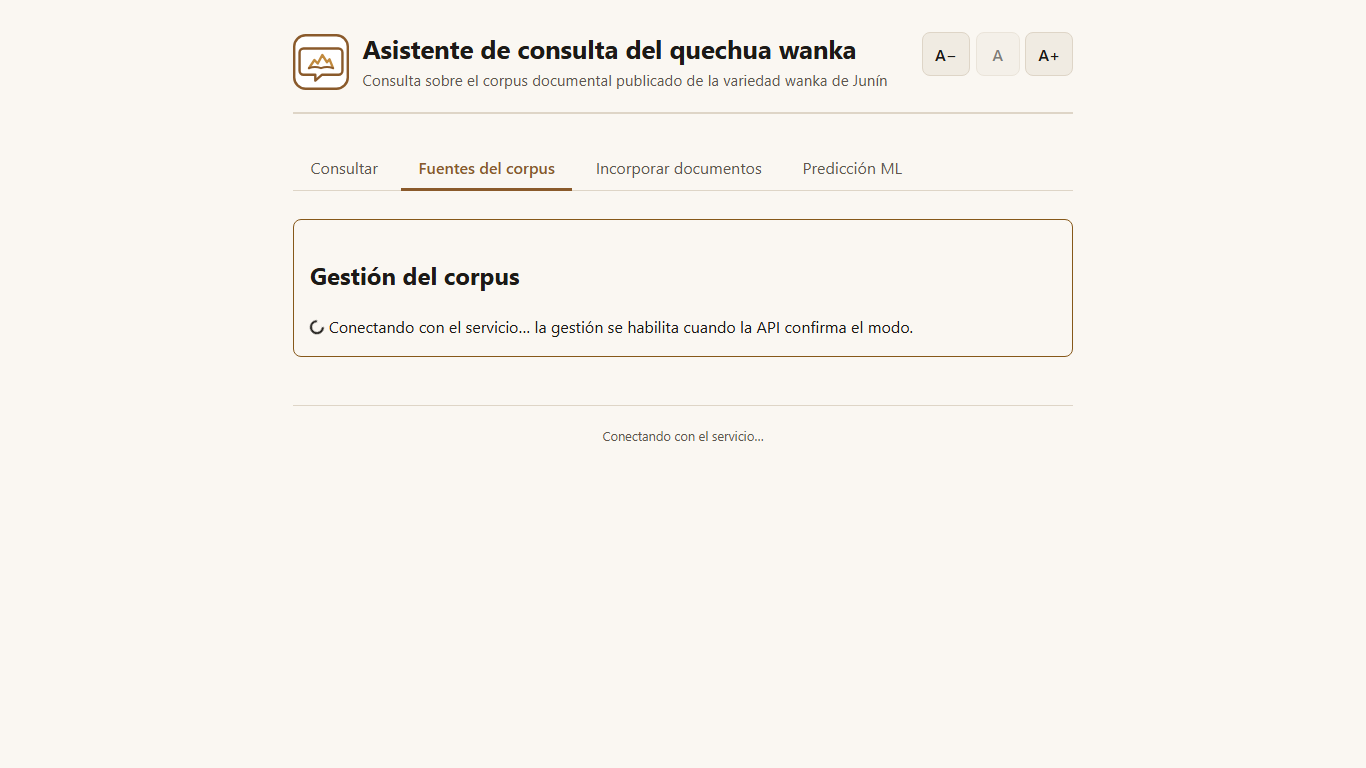 Asistente de consulta del quechua wanka
Consulta sobre el corpus documental publicado de la variedad wanka de Junín
A− A A+
Consultar Fuentes del corpus Incorporar documentos Predicción ML
Gestión del corpus
Conectando con el servicio... la gestión se habilita cuando la API confirma el modo.
Conectando con el servicio...